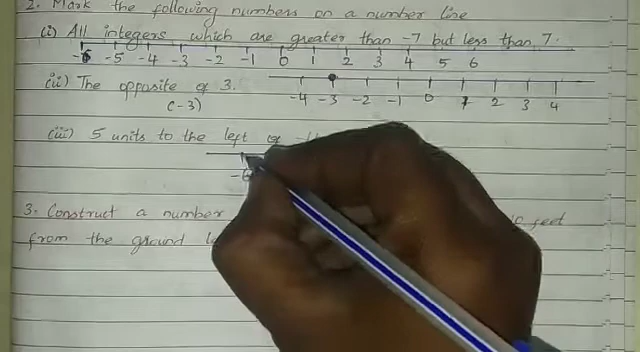 2. Mark the following numbers on a number line
(i) All integers which are greater than -7 but less than 7.
-6 -5 -4 -3 -2 -1 0 1 2 3 4 5 6
(ii) The opposite of 3.
(-3)
-4 -3 -2 -1 0 1 2 3 4
(iii) 5 units to the left of
3. Construct a number feet
from the ground